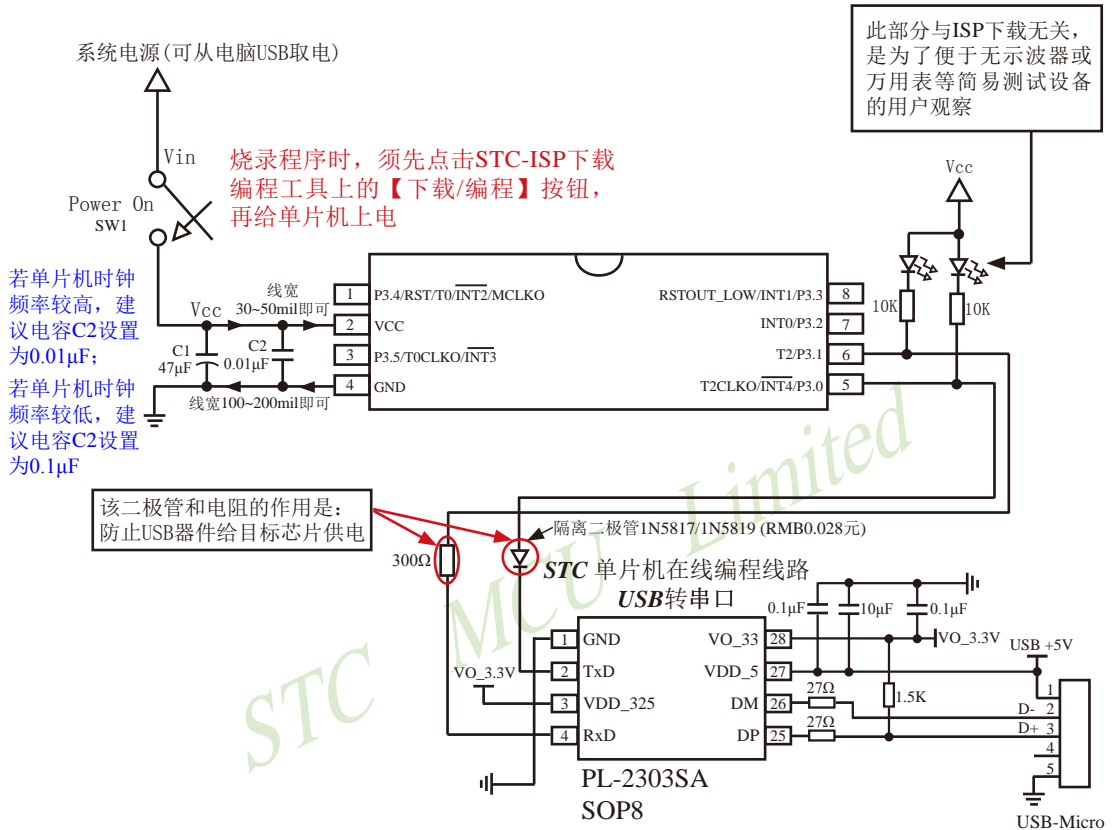 系统电源(可从电脑USB取电)
此部分与ISP下载无关，
是为了便于无示波器或
万用表等简易测试设备
的用户观察
Vin
Power On
SW1
烧录程序时，须先点击STC-ISP下载
编程工具上的【下载/编程】按钮，
再给单片机上电
Vcc
10K
10K
若单片机时钟
频率较高，建
议电容C2设置
为0.01μF；
若单片机时钟
频率较低，建
议电容C2设置
为0.1μF
线宽
30~50mil即可
Vcc
C1
47μF
C2
0.01μF
线宽100~200mil即可
1 P3.4/RST/T0/INT2/MCLKO
2 VCC
3 P3.5/T0CLKO/INT3
4 GND
RSTOUT_LOW/INT1/P3.3 8
INT0/P3.2 7
T2/P3.1 6
T2CLKO/INT4/P3.0 5
该二极管和电阻的作用是：
防止USB器件给目标芯片供电
300Ω
隔离二极管1N5817/1N5819 (RMB0.028元)
STC 单片机在线编程线路
USB转串口
0.1μF
10μF
0.1μF
1 GND
2 TxD
3 VDD_325
4 RxD
VO_33 28
VDD_5 27
DM 26
DP 25
VO_3.3V
VO_3.3V
27Ω
27Ω
1.5K
USB +5V
1
D- 2
D+ 3
4
5
PL-2303SA
SOP8
USB-Micro
STC MCU Limited